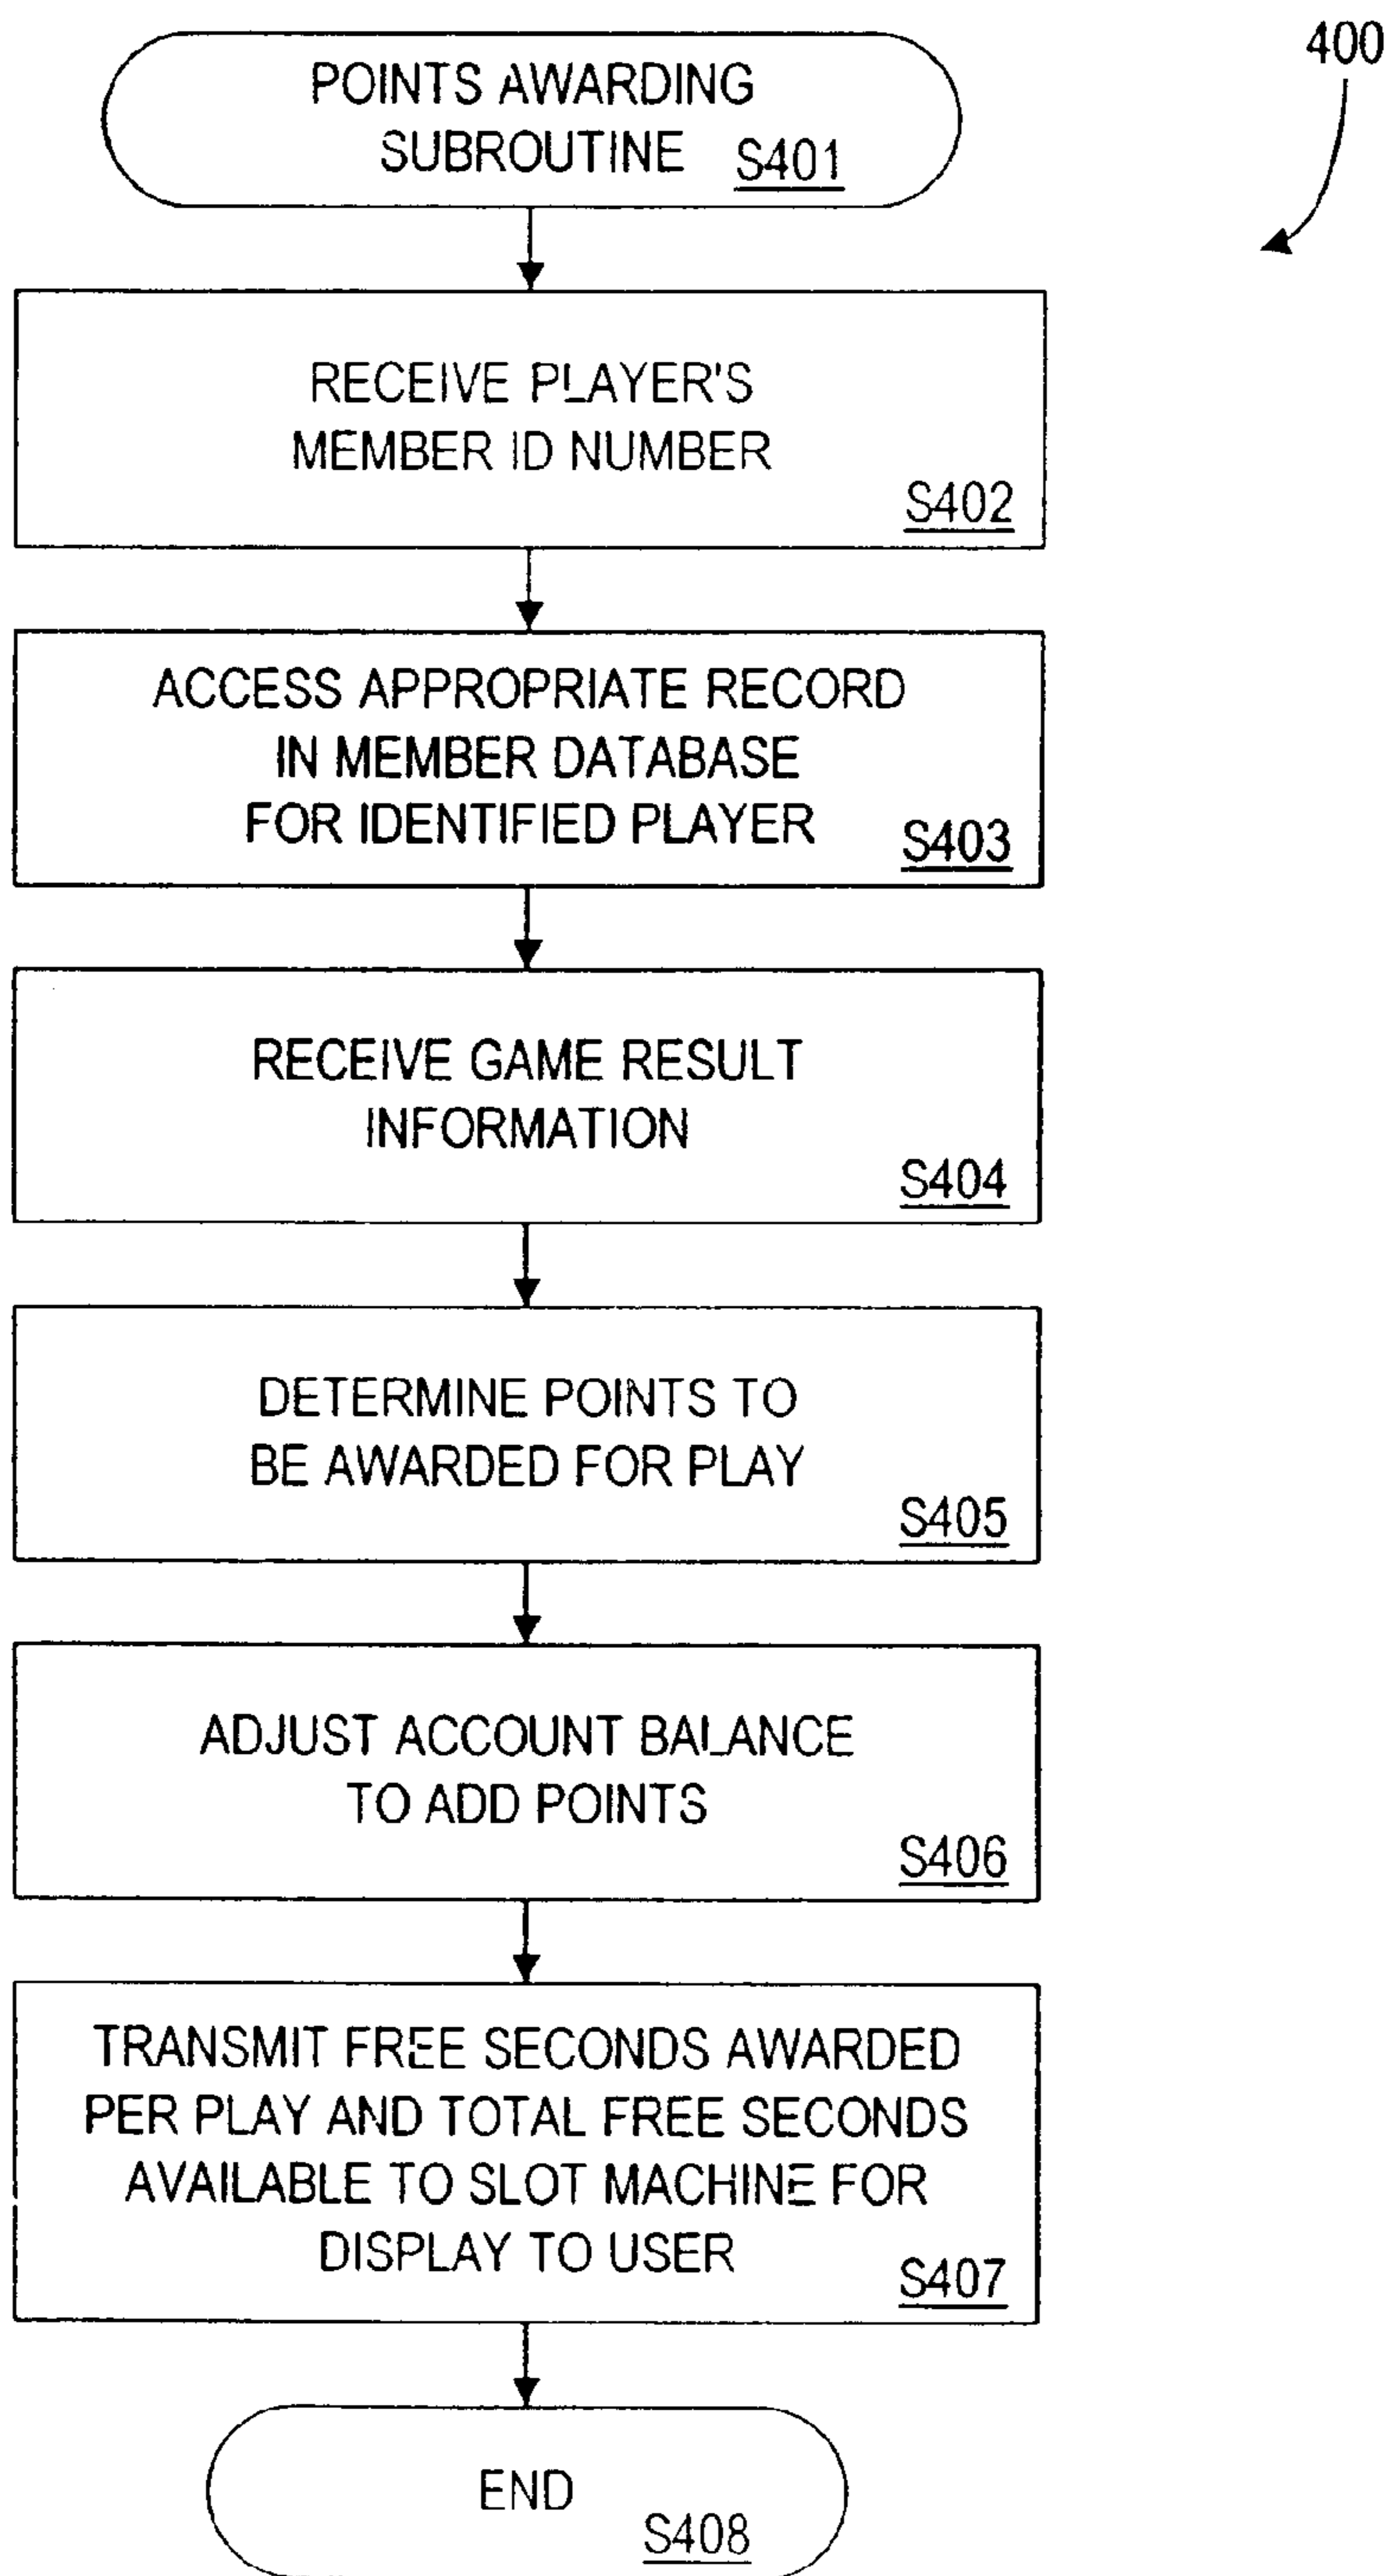 400
POINTS AWARDING
SUBROUTINE S401
RECEIVE PLAYER'S
MEMBER ID NUMBER
S402
ACCESS APPROPRIATE RECORD
IN MEMBER DATABASE
FOR IDENTIFIED PLAYER
S403
RECEIVE GAME RESULT
INFORMATION
S404
DETERMINE POINTS TO
BE AWARDED FOR PLAY
S405
ADJUST ACCOUNT BALANCE
TO ADD POINTS
S406
TRANSMIT FREE SECONDS AWARDED
PER PLAY AND TOTAL FREE SECONDS
AVAILABLE TO SLOT MACHINE FOR
DISPLAY TO USER
S407
END
S408